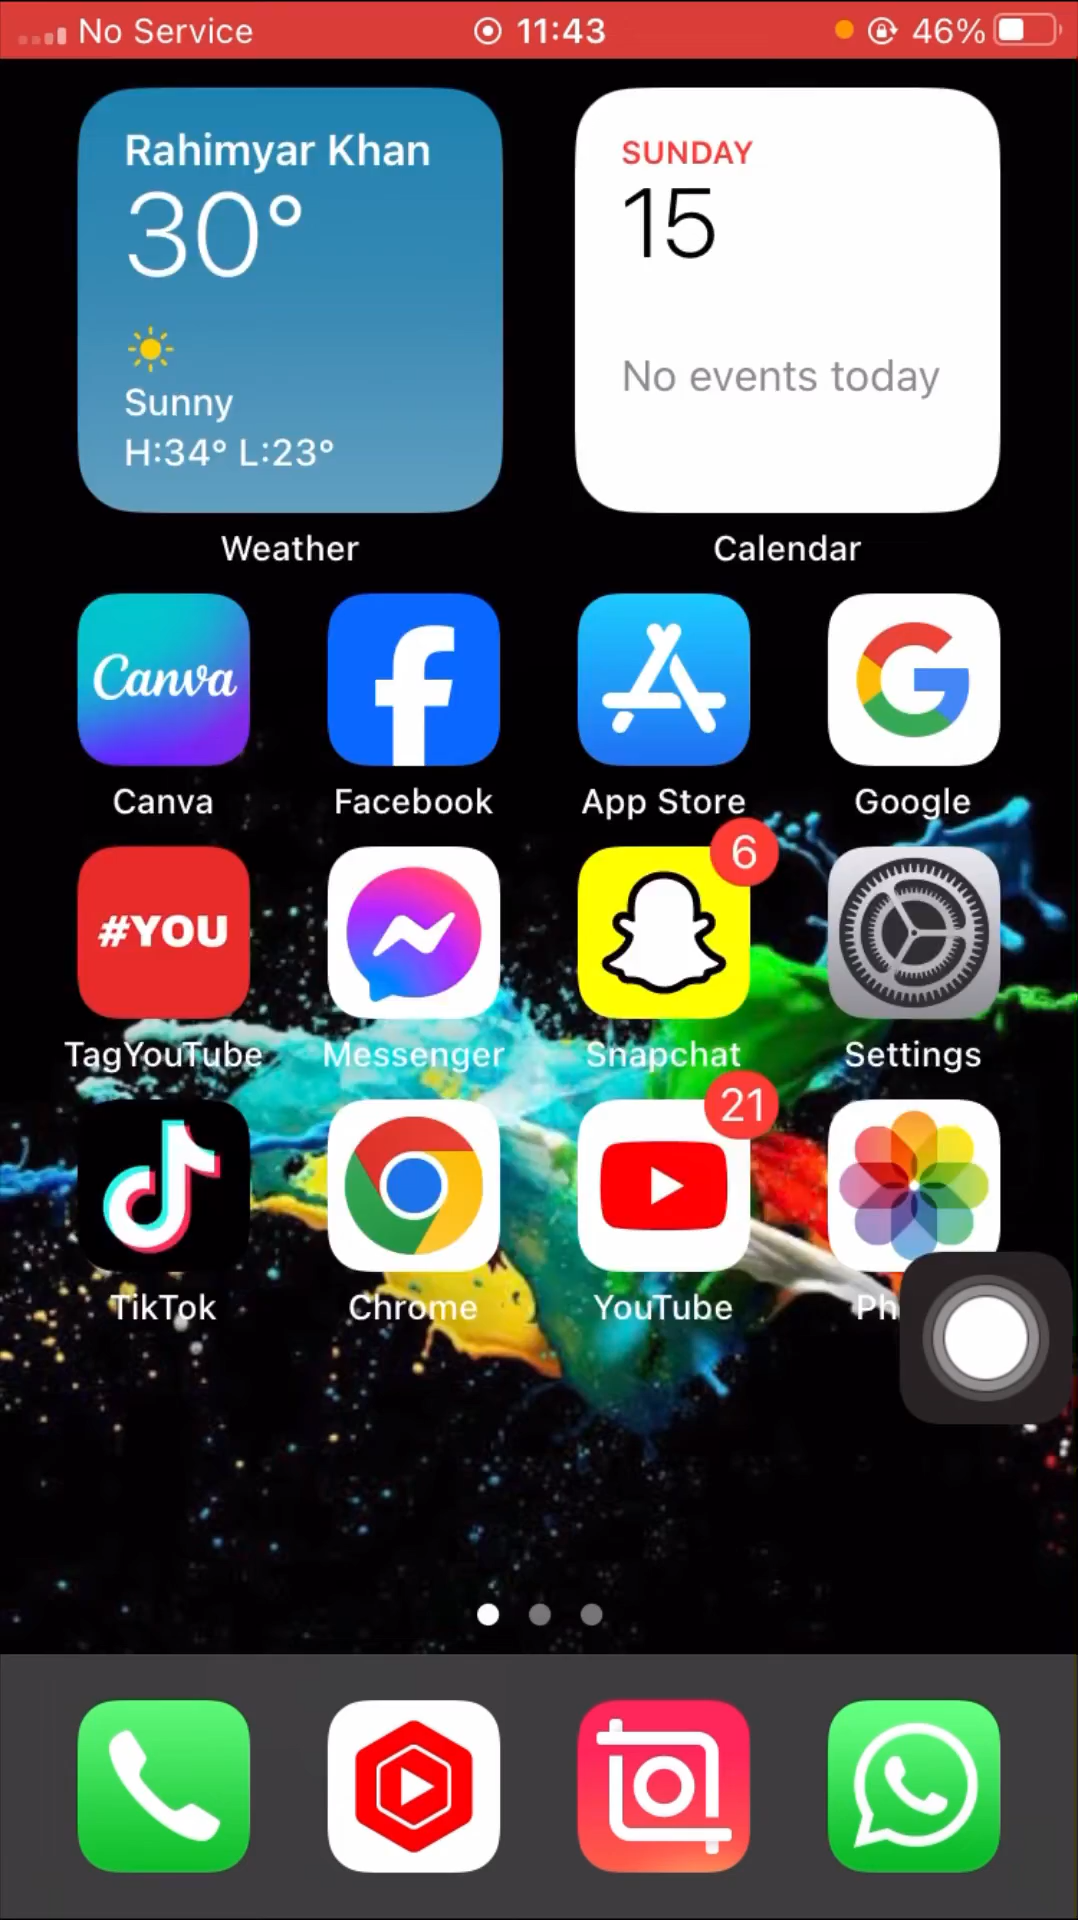 No Service 11:43 46%
Rahimyar Khan
30°
Sunny
H:34° L:23°
Weather
SUNDAY
15
No events today
Calendar
Canva
Canva Facebook App Store Google
6
#YOU
TagYouTube Messenger Snapchat Settings
21
TikTok Chrome YouTube Ph